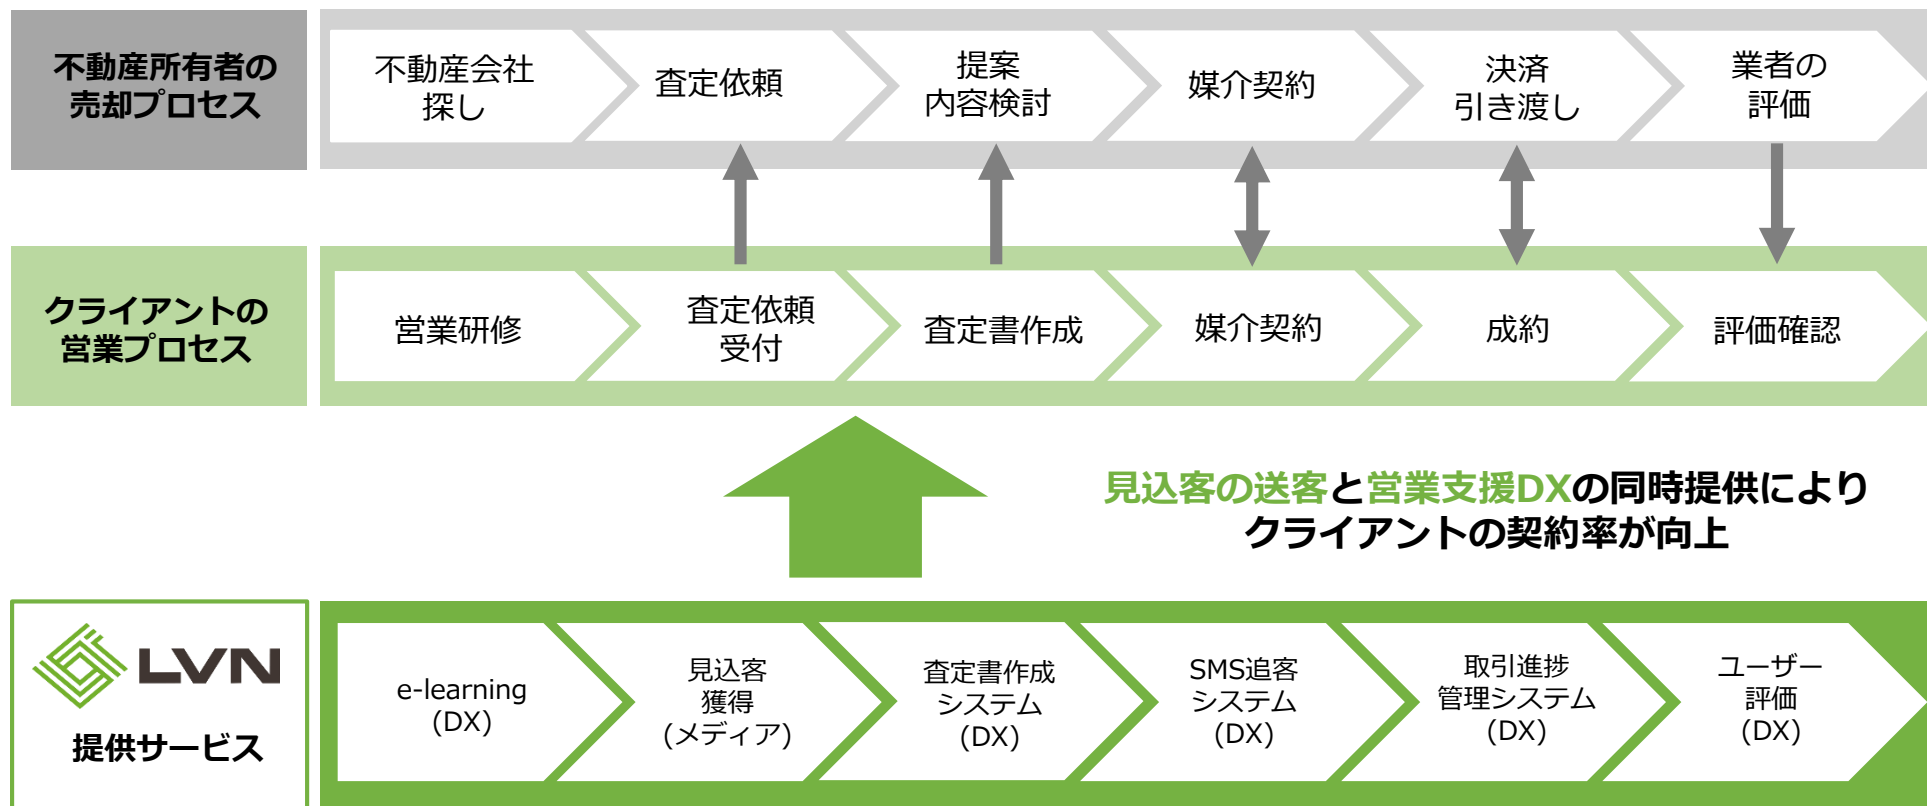 不動産所有者の
売却プロセス
不動産会社
探し
査定依頼
提案
内容検討
媒介契約
決済
引き渡し
業者の
評価
クライアントの
営業プロセス
営業研修
査定依頼
受付
査定書作成
媒介契約
成約
評価確認
見込客の送客と営業支援DXの同時提供により
クライアントの契約率が向上
LVN
提供サービス
e-learning
(DX)
見込客
獲得
(メディア)
査定書作成
システム
(DX)
SMS追客
システム
(DX)
取引進捗
管理システム
(DX)
ユーザー
評価
(DX)